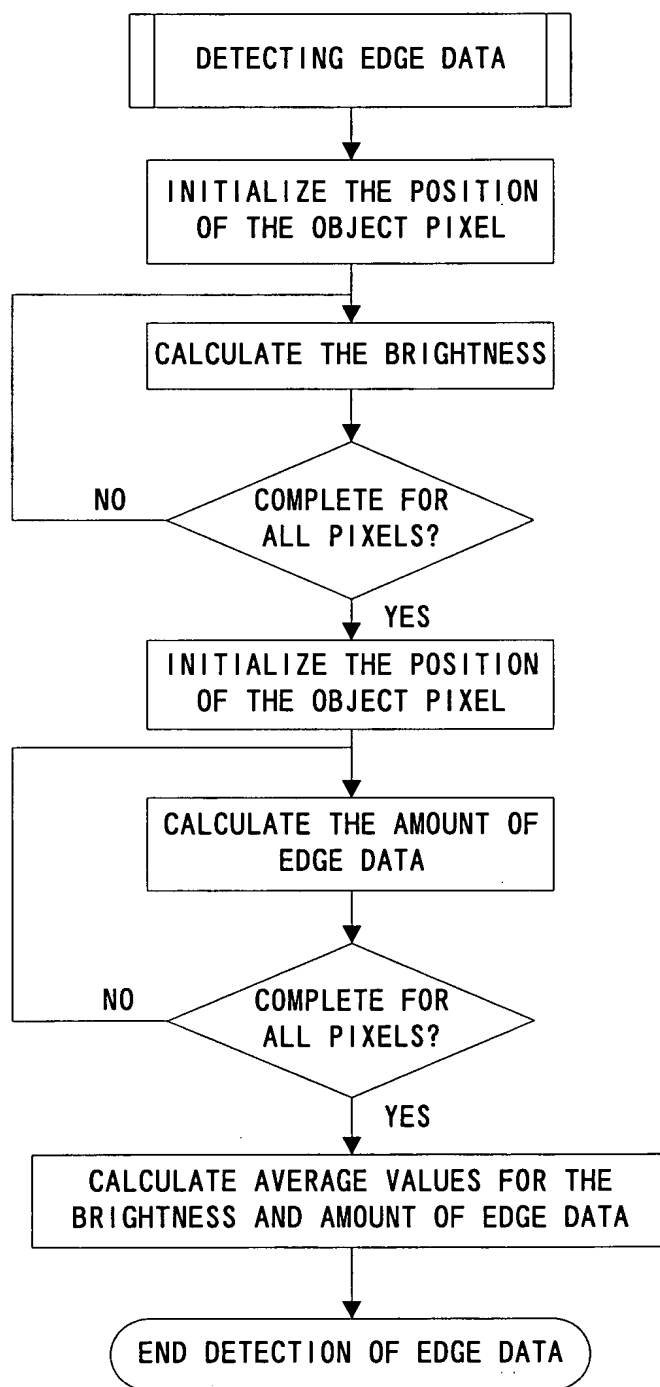 DETECTING EDGE DATA
INITIALIZE THE POSITION
OF THE OBJECT PIXEL
CALCULATE THE BRIGHTNESS
NO
COMPLETE FOR
ALL PIXELS?
YES
INITIALIZE THE POSITION
OF THE OBJECT PIXEL
CALCULATE THE AMOUNT OF
EDGE DATA
NO
COMPLETE FOR
ALL PIXELS?
YES
CALCULATE AVERAGE VALUES FOR THE
BRIGHTNESS AND AMOUNT OF EDGE DATA
END DETECTION OF EDGE DATA